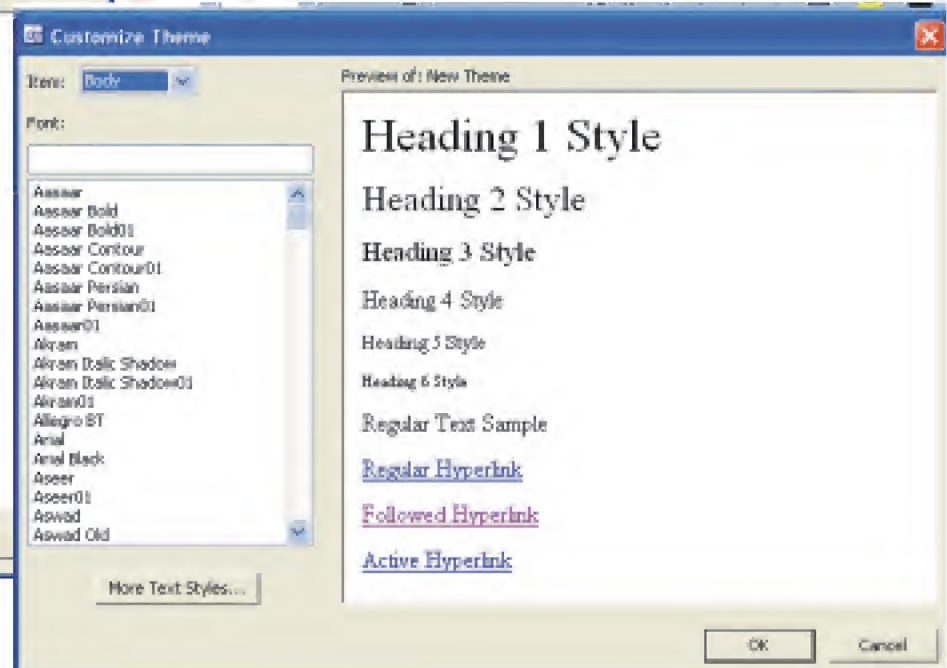 Customize Theme
Item: Body
Preview of: New Theme
Font:
Aasaar
Aasaar Bold
Aasaar Bold01
Aasaar Contour
Aasaar Contour01
Aasaar Persian
Aasaar Persian01
Aasaar01
Akram
Akram Italic Shadow
Akram Italic Shadow01
Akram01
Allegro BT
Arial
Arial Black
Aseer
Aseer01
Aswad
Aswad Old
More Text Styles...
Heading 1 Style
Heading 2 Style
Heading 3 Style
Heading 4 Style
Heading 5 Style
Heading 6 Style
Regular Text Sample
Regular Hyperlink
Followed Hyperlink
Active Hyperlink
OK
Cancel